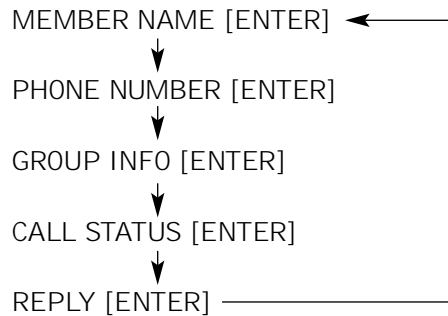 MEMBER NAME [ENTER]
PHONE NUMBER [ENTER]
GROUP INFO [ENTER]
CALL STATUS [ENTER]
REPLY [ENTER]